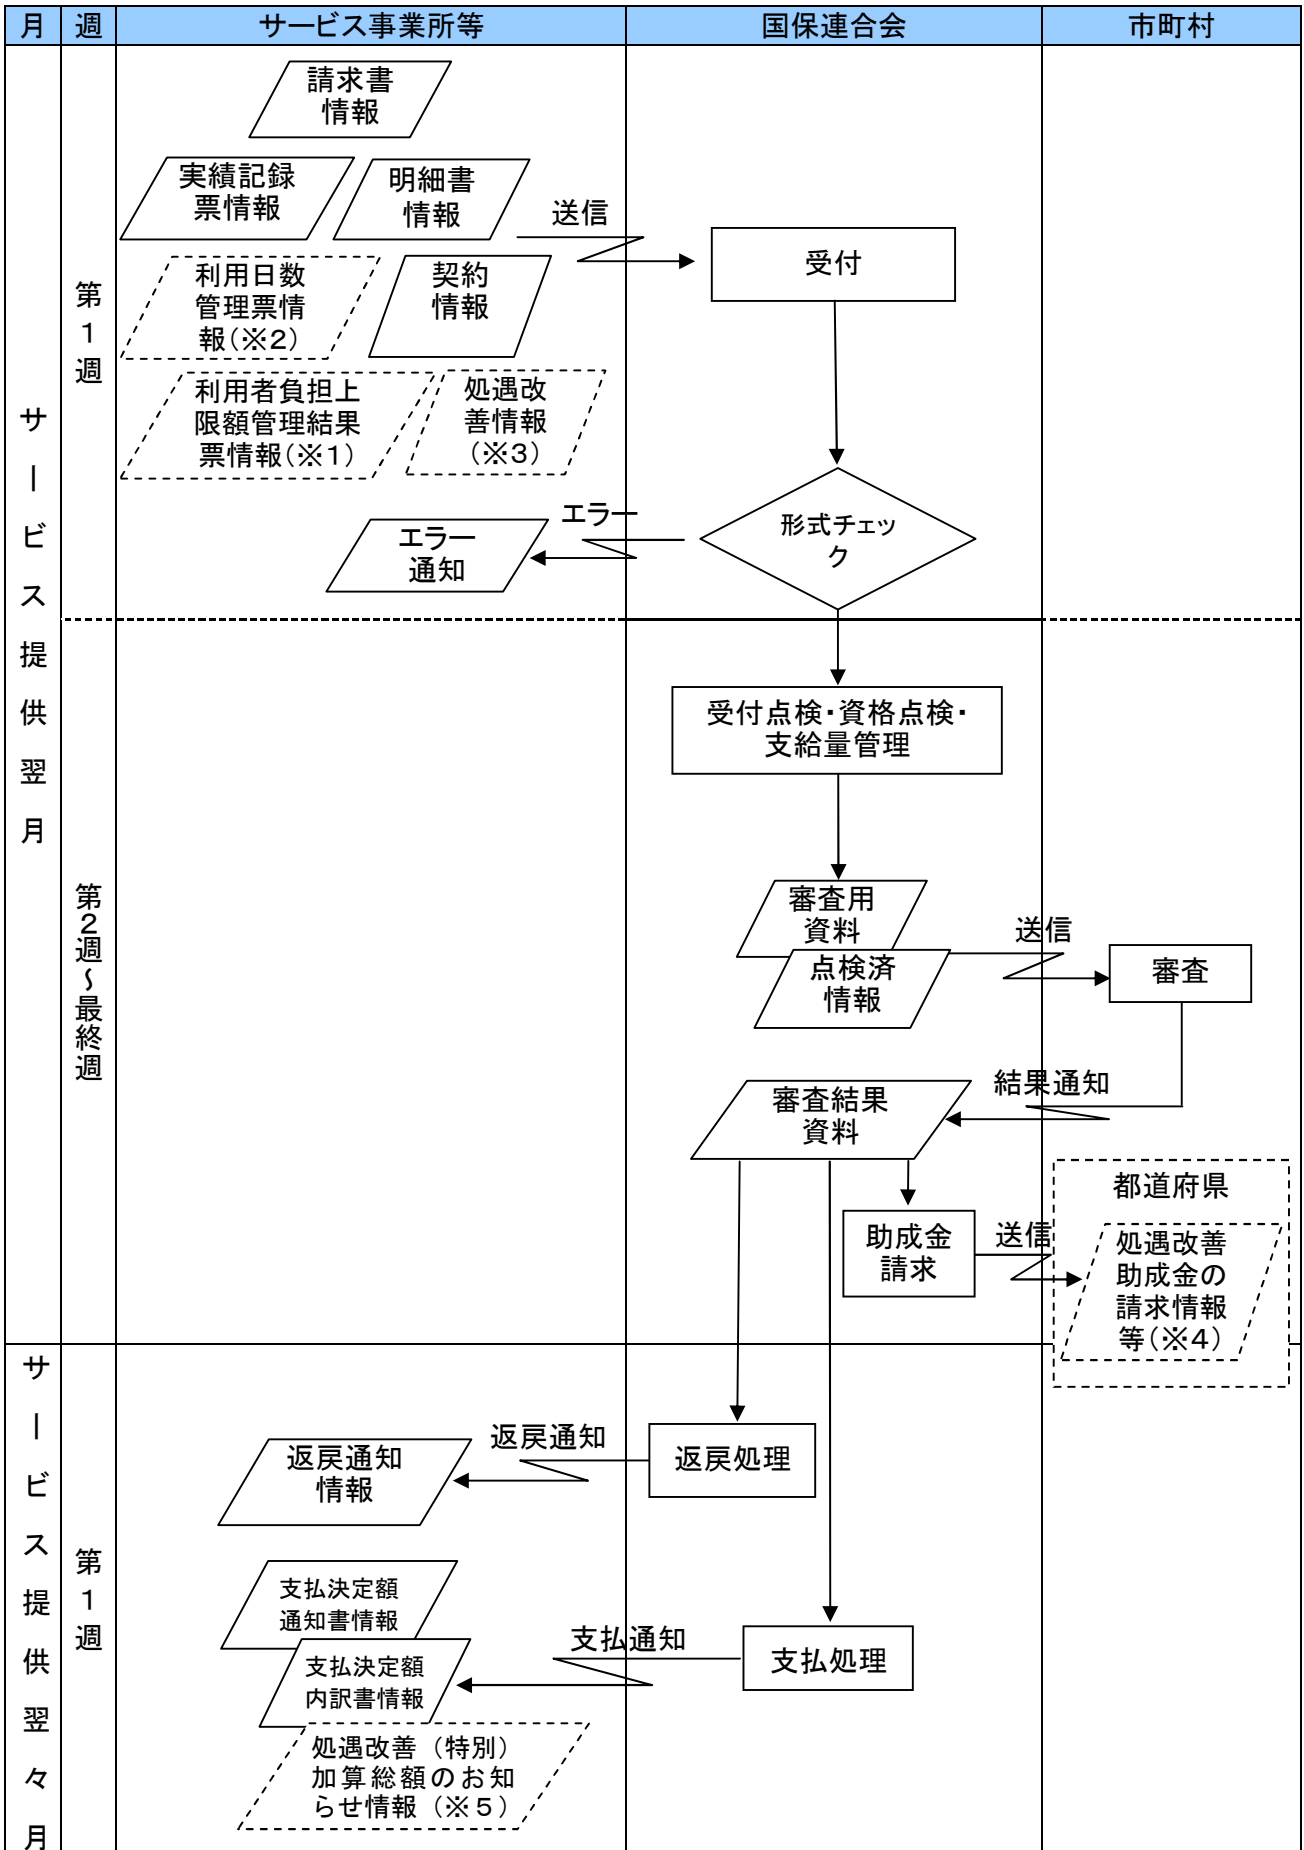 月 週 サービス事業所等 国保連合会 市町村
サービス提供翌月
第1週
請求書
情報
実績記録
票情報
明細書
情報
送信
受付
利用日数
管理票情
報(※2)
契約
情報
利用者負担上
限額管理結果
票情報(※1)
処遇改
善情報
(※3)
エラー
エラー
通知
形式チェッ
ク
第2週～最終週
受付点検・資格点検・
支給量管理
審査用
資料
点検済
情報
送信
審査
結果通知
審査結果
資料
都道府県
助成金
請求
送信
処遇改善
助成金の
請求情報
等(※4)
サービス提供翌々月
第1週
返戻通知
情報
返戻通知
返戻処理
支払決定額
通知書情報
支払決定額
内訳書情報
支払通知
支払処理
処遇改善（特別）
加算総額のお知
らせ情報（※５）